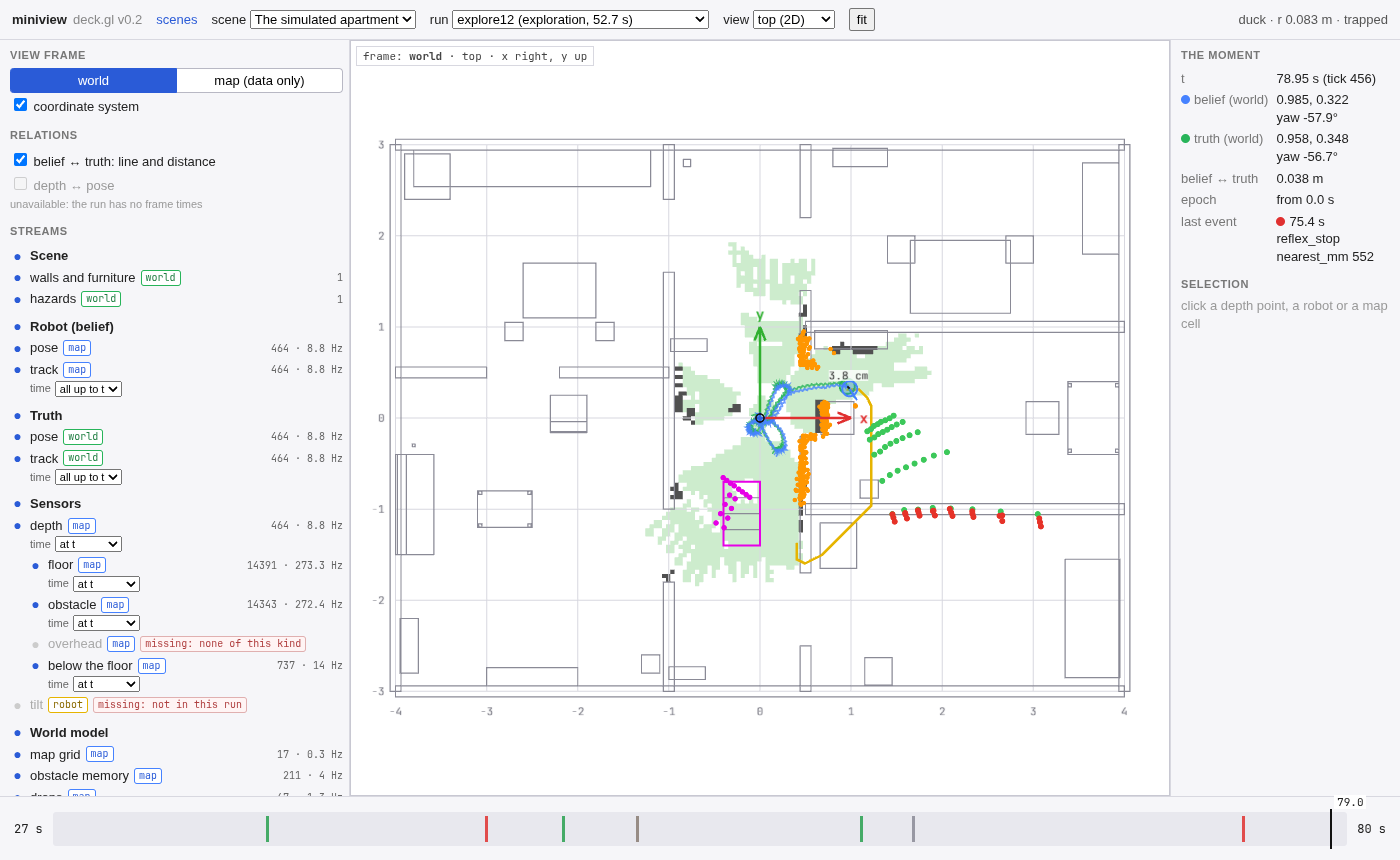 miniview deck.gl v0.2 scenes scene The simulated apartment run explore12 (exploration, 52.7 s) view top (2D) fit duck · r 0.083 m · trapped
VIEW FRAME
world map (data only)
coordinate system
RELATIONS
belief ↔ truth: line and distance
depth ↔ pose
unavailable: the run has no frame times
STREAMS
Scene
walls and furniture world 1
hazards world 1
Robot (belief)
pose map 464 · 8.8 Hz
track map 464 · 8.8 Hz
time all up to t
Truth
pose world 464 · 8.8 Hz
track world 464 · 8.8 Hz
time all up to t
Sensors
depth map 464 · 8.8 Hz
time at t
floor map 14391 · 273.3 Hz
time at t
obstacle map 14343 · 272.4 Hz
time at t
overhead map missing: none of this kind
below the floor map 737 · 14 Hz
time at t
tilt robot missing: not in this run
World model
map grid map 17 · 0.3 Hz
obstacle memory map 211 · 4 Hz
frame: world · top · x right, y up
3
2
1
0
-1
-2
-3
-4 -3 -2 -1 0 1 2 3 4
y
x
3.8 cm
THE MOMENT
t 78.95 s (tick 456)
belief (world) 0.985, 0.322
yaw -57.9°
truth (world) 0.958, 0.348
yaw -56.7°
belief ↔ truth 0.038 m
epoch from 0.0 s
last event 75.4 s
reflex_stop
nearest_mm 552
SELECTION
click a depth point, a robot or a map
cell
79.0
27 s 80 s